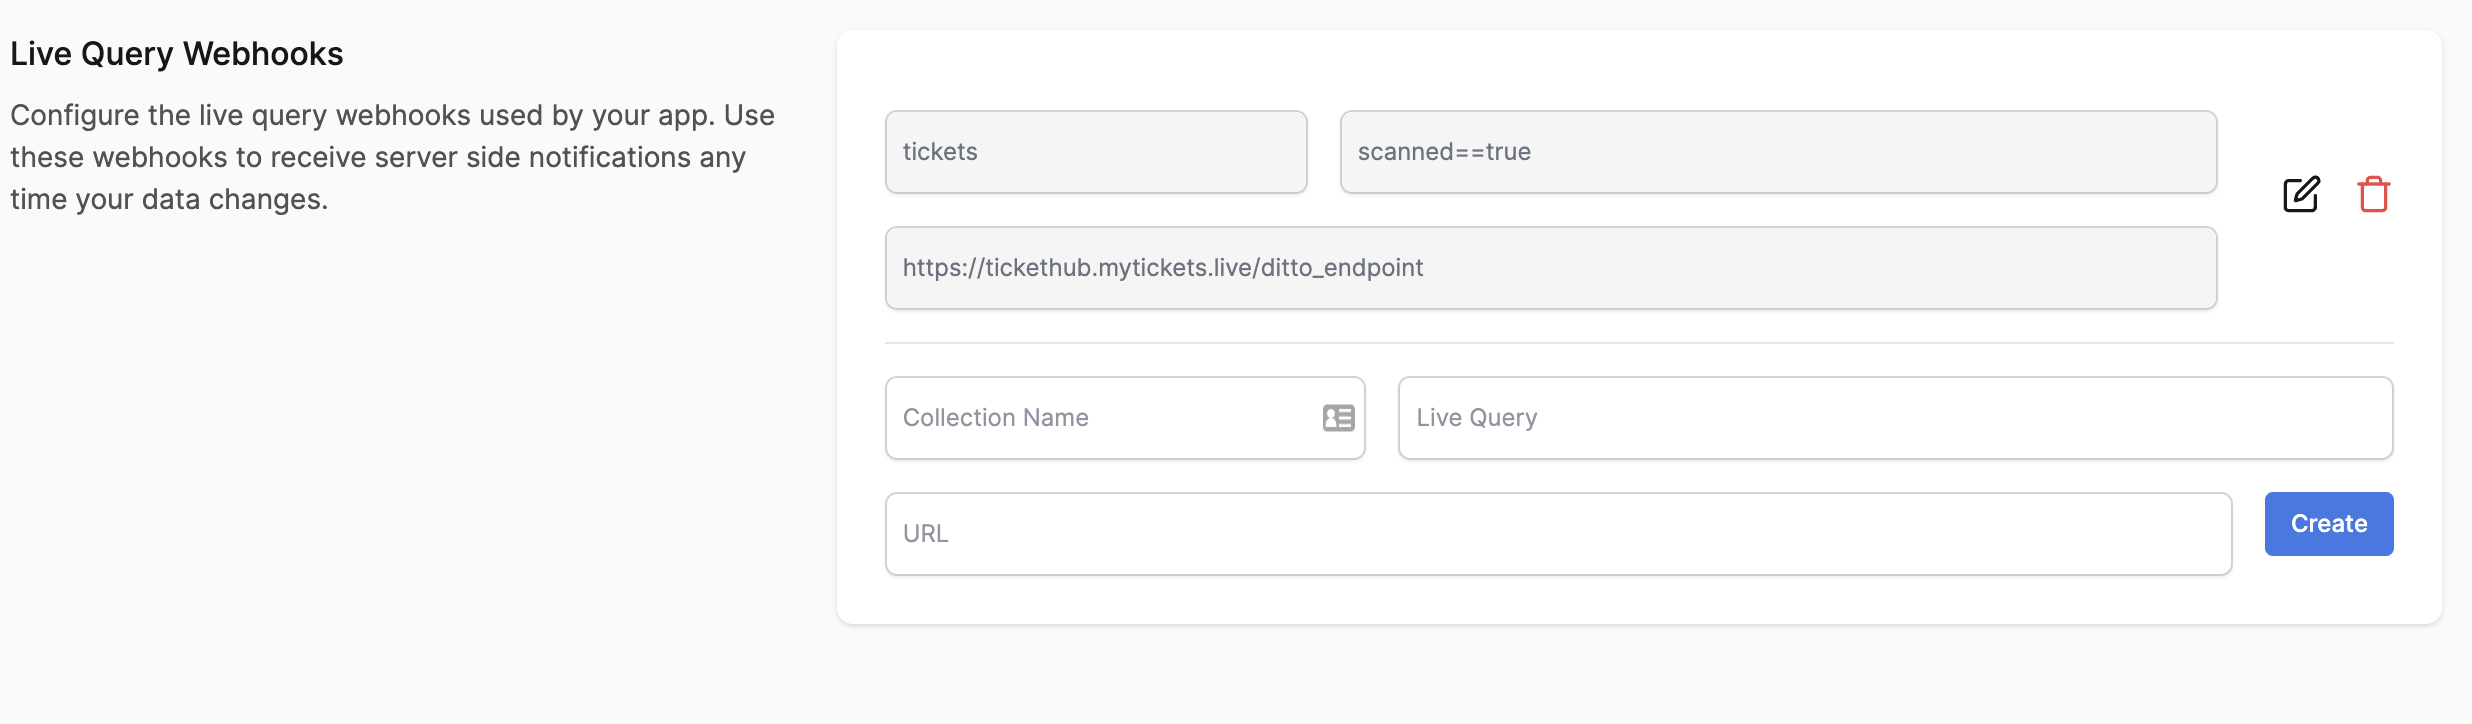 Live Query Webhooks
Configure the live query webhooks used by your app. Use
these webhooks to receive server side notifications any
time your data changes.
tickets
scanned==true
https://tickethub.mytickets.live/ditto_endpoint
Collection Name
Live Query
URL
Create